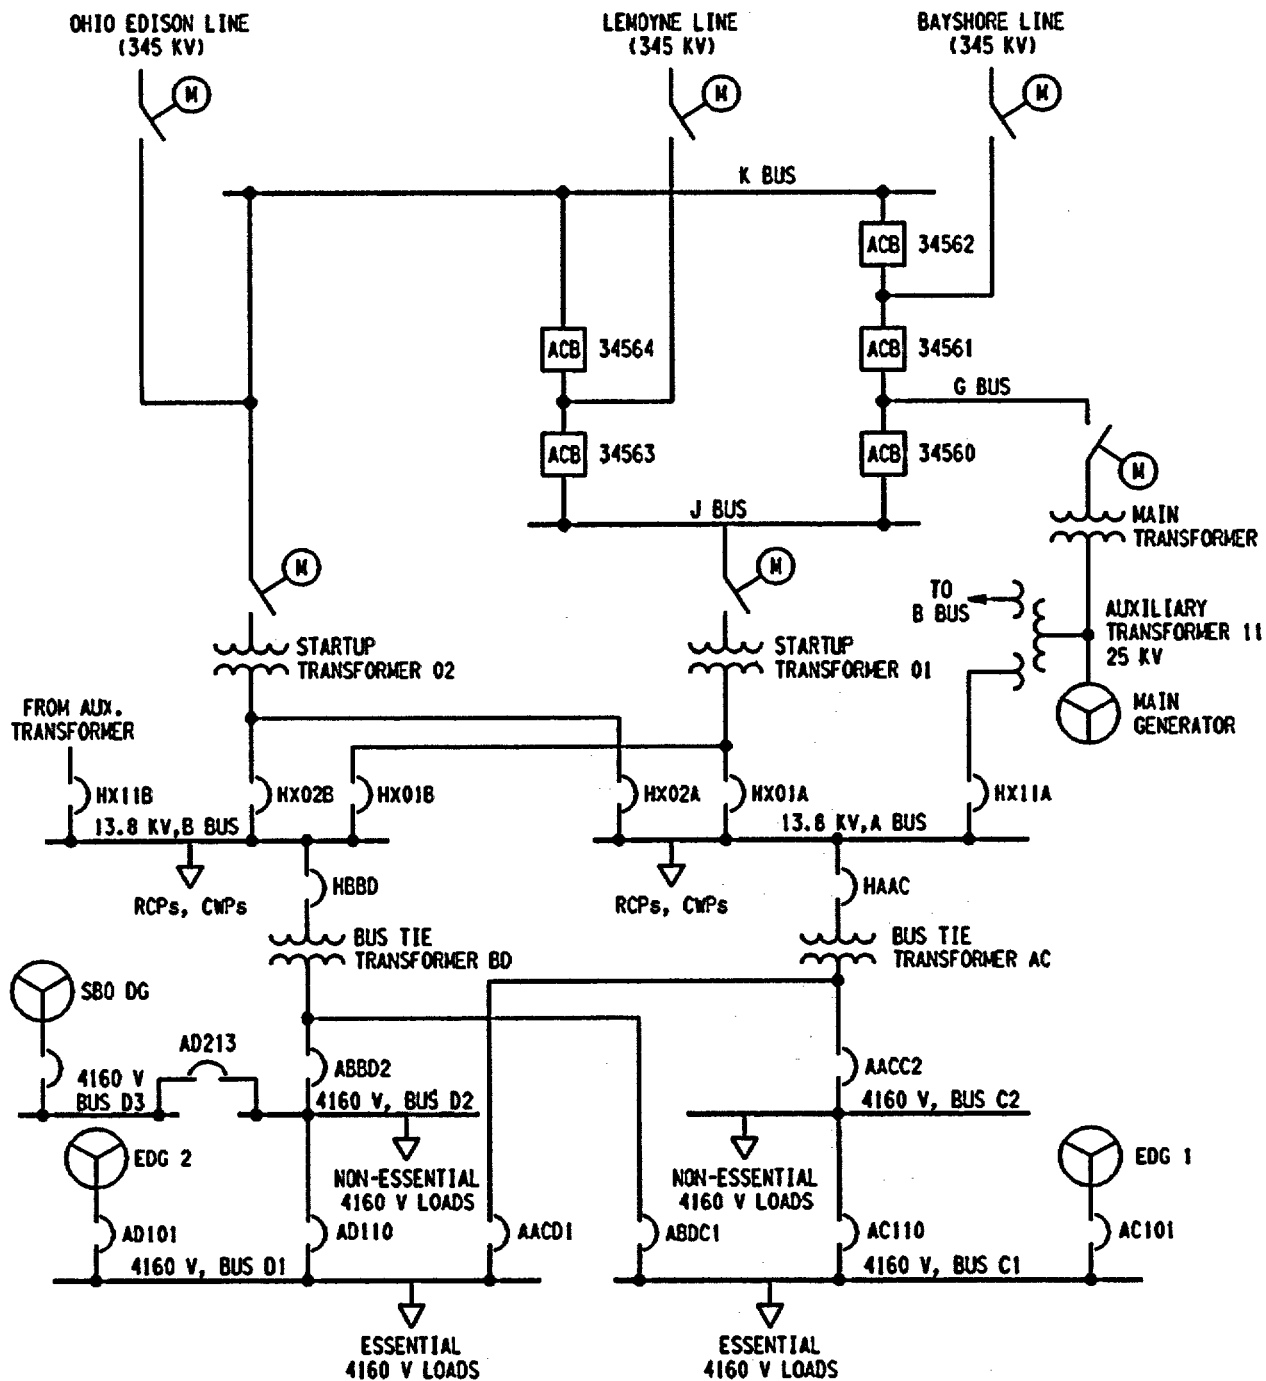 OHIO EDISON LINE
(345 KV)
LEMOYNE LINE
(345 KV)
BAYSHORE LINE
(345 KV)
M
M
M
K BUS
ACB 34562
ACB 34564
ACB 34561
G BUS
ACB 34563
ACB 34560
M
J BUS
MAIN
TRANSFORMER
M
M
TO
B BUS
AUXILIARY
TRANSFORMER 11
25 KV
STARTUP
TRANSFORMER 02
STARTUP
TRANSFORMER 01
FROM AUX.
TRANSFORMER
MAIN
GENERATOR
HX11B
HX02B
HX01B
HX02A
HX01A
HX11A
13.8 KV, B BUS
13.8 KV, A BUS
RCPs, CWPs
HBBD
RCPs, CWPs
HAAC
BUS TIE
TRANSFORMER BD
BUS TIE
TRANSFORMER AC
SBO DG
AD213
ABBD2
AACC2
4160 V
BUS D3
4160 V, BUS D2
4160 V, BUS C2
EDG 2
NON-ESSENTIAL
4160 V LOADS
NON-ESSENTIAL
4160 V LOADS
EDG 1
AD101
AD110
AACD1
ABDC1
AC110
AC101
4160 V, BUS D1
4160 V, BUS C1
ESSENTIAL
4160 V LOADS
ESSENTIAL
4160 V LOADS